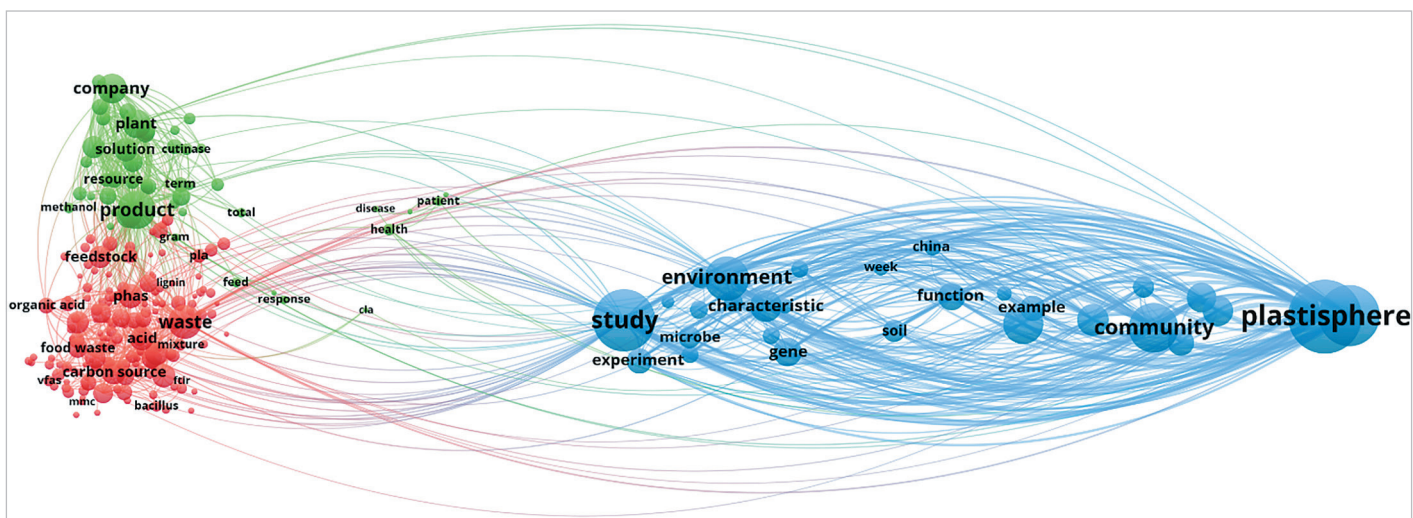 company
plant
solution
cutinase
resource
term
methanol
product
total
disease
patient
health
gram
feedstock
pla
lignin
feed
phas
response
organic acid
cla
waste
acid
mixture
food waste
carbon source
vfas
ftir
mmc
bacillus
china
week
environment
function
characteristic
example
study
plastisphere
community
microbe
soil
gene
experiment